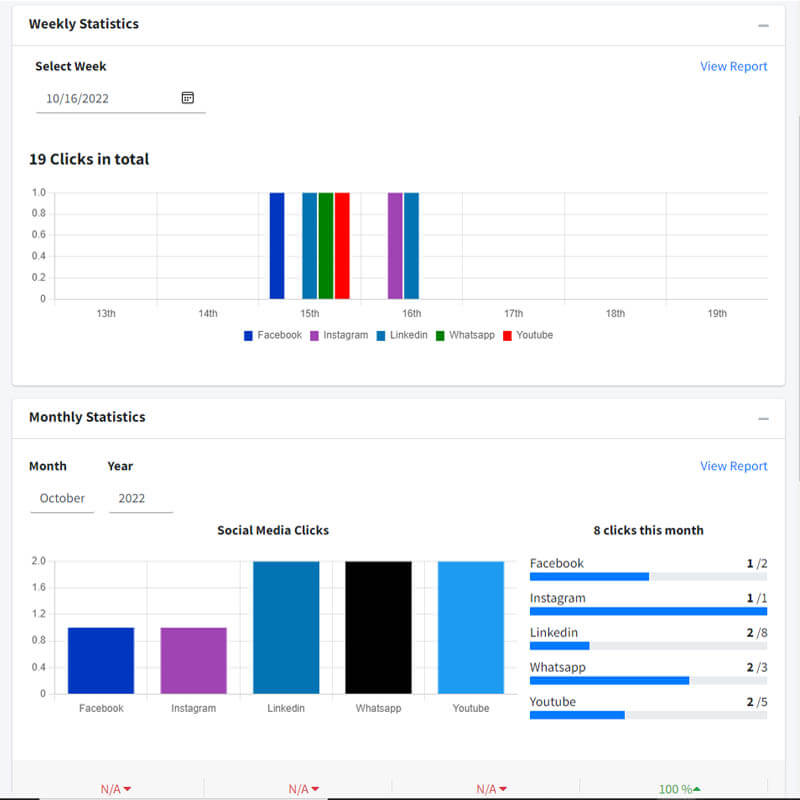 Weekly Statistics
Select Week
View Report
10/16/2022
19 Clicks in total
1.0
0.8
0.6
0.4
0.2
0
13th 14th 15th 16th 17th 18th 19th
Facebook Instagram Linkedin Whatsapp Youtube
Monthly Statistics
Month Year
View Report
October 2022
Social Media Clicks
2.0
1.6
1.2
0.8
0.4
0
Facebook Instagram Linkedin Whatsapp Youtube
8 clicks this month
Facebook 1 /2
Instagram 1 /1
Linkedin 2 /8
Whatsapp 2 /3
Youtube 2 /5
N/A N/A N/A 100 %